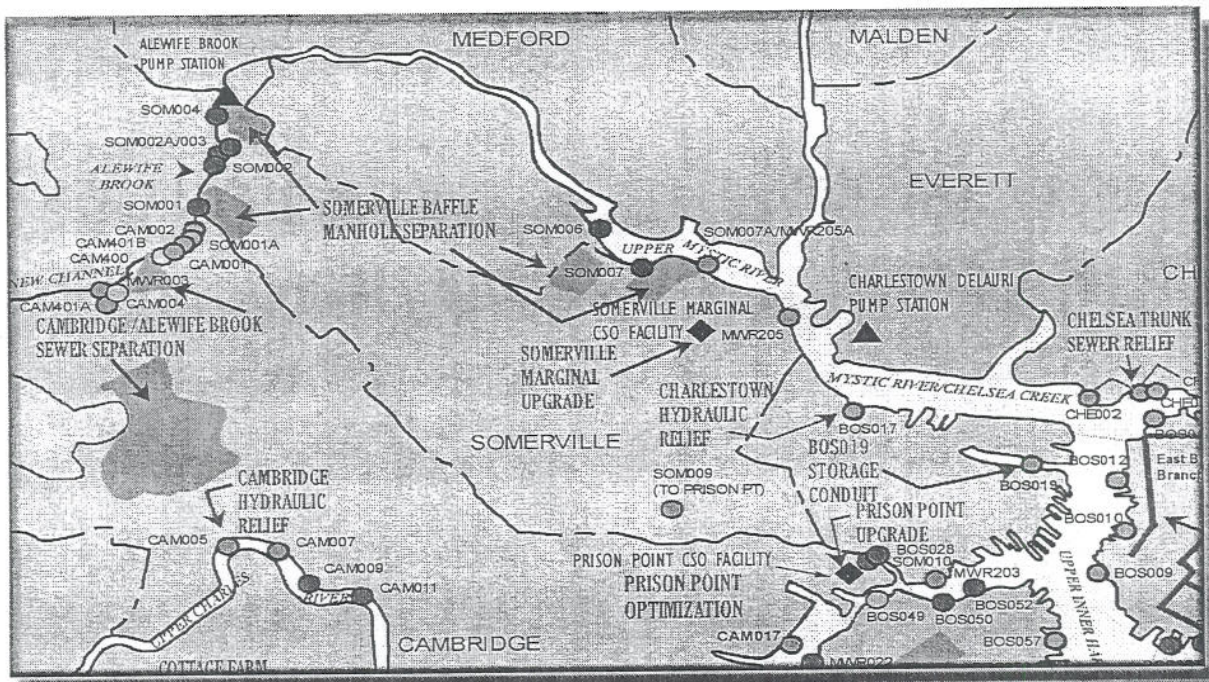 MEDFORD
MALDEN
ALEWIFE BROOK
PUMP STATION
SOM004
SOM002A/003
SOM002
ALEWIFE
BROOK
EVERETT
SOM001
SOMERVILLE BAFFLE
MANHOLE SEPARATION
CAM002
SOM001A
CAM401B
CAM400
CAM001
SOM006
SOM007A/MWR205A
UPPER
MYSTIC RIVER
SOM007
NEW CHANNEL
MWR003
CAM401A
CAM004
CH
CHARLESTOWN DELAURI
PUMP STATION
SOMERVILLE MARGINAL
CSO FACILITY
MWR205
CAMBRIDGE/ALEWIFE BROOK
SEWER SEPARATION
SOMERVILLE
MARGINAL
UPGRADE
CHELSEA TRUNK
SEWER RELIEF
MYSTIC RIVER/CHELSEA CREEK
CHE002
CHARLESTOWN
HYDRAULIC
RELIEF
BOS017
SOMERVILLE
BOS019
STORAGE
CONDUIT
BOS019
BOS012
East B
Branch
CAMBRIDGE
HYDRAULIC
RELIEF
SOM009
(TO PRISON PT)
PRISON POINT
UPGRADE
BOS010
CAM005
CAM007
BOS028
SOM010
PRISON POINT CSO FACILITY
PRISON POINT
OPTIMIZATION
MWR203
BOS009
CAM009
CAM011
BOS052
BOS049
BOS050
UPPER CHARLES
RIVER
UPPER INNER HA
CAMBRIDGE
CAM017
BOS057
MWR022
COTTAGE FARM